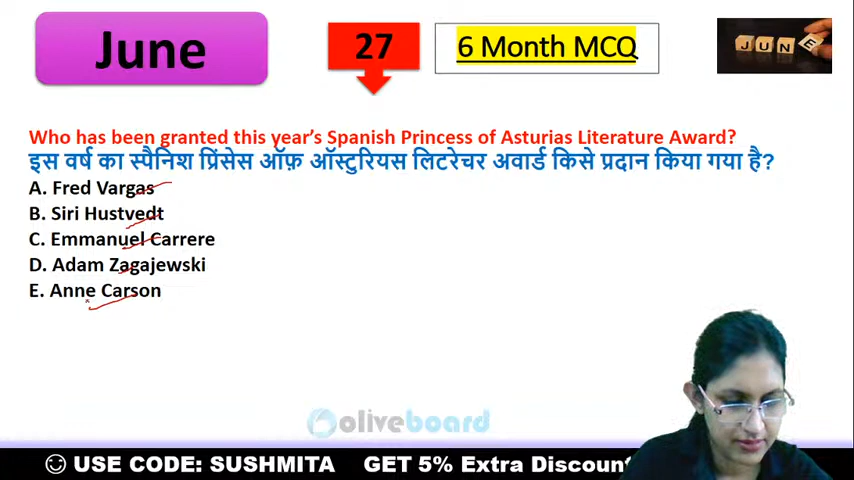 June
27
6 Month MCQ
JUNE
Who has been granted this year's Spanish Princess of Asturias Literature Award?
इस वर्ष का स्पैनिश प्रिंसेस ऑफ़ ऑस्टुरियस लिटरेचर अवार्ड किसे प्रदान किया गया है?
A. Fred Vargas
B. Siri Hustvedt
C. Emmanuel Carrere
D. Adam Zagajewski
E. Anne Carson
oliveboard
USE CODE: SUSHMITA GET 5% Extra Discount